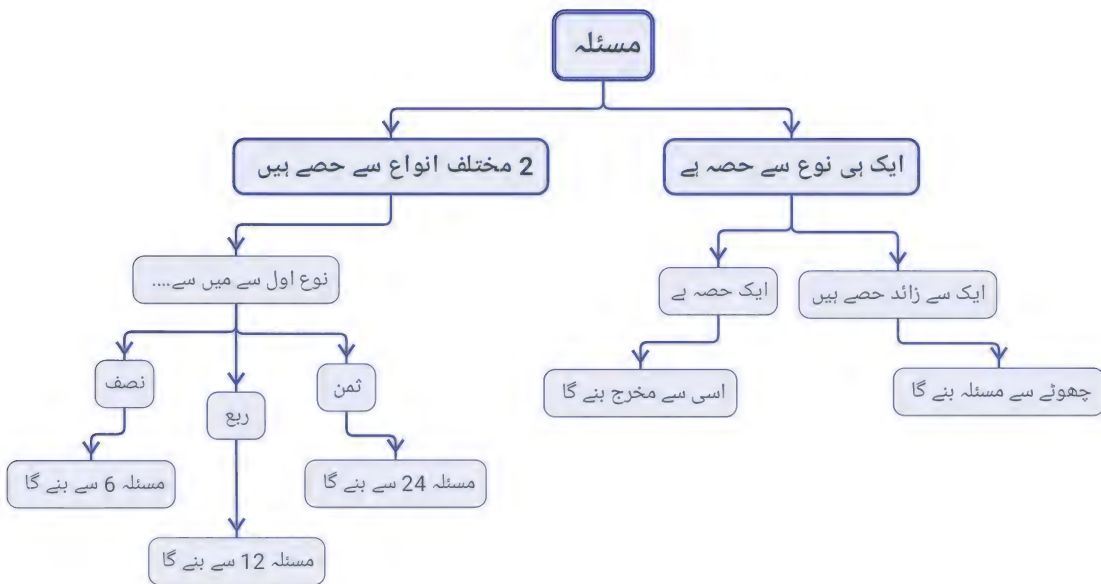 مسئلہ
ایک ہی نوع سے حصہ ہے
2 مختلف انواع سے حصے ہیں
ایک سے زائد حصے ہیں
ایک حصہ ہے
نوع اول سے میں سے....
چھوٹے سے مسئلہ بنے گا
اسی سے مخرج بنے گا
ثمن
ربع
نصف
مسئلہ 24 سے بنے گا
مسئلہ 6 سے بنے گا
مسئلہ 12 سے بنے گا